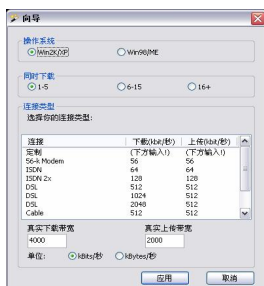 向导
操作系统
Win2K/XP Win98/ME
同时下载
1-5 6-15 16+
连接类型
选择你的连接类型:
连接 下载(kbit/秒) 上传(kbit/秒)
定制 (下方输入!) (下方输入!)
56-k Modem 56 56
ISDN 64 64
ISDN 2x 128 128
DSL 512 512
DSL 1024 512
DSL 2048 512
Cable 512 512
真实下载带宽 真实上传带宽
4000 2000
单位: kBits/秒 kBytes/秒
应用 取消